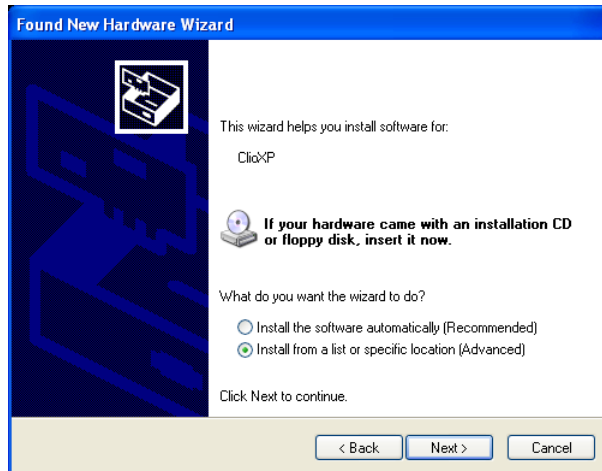 Found New Hardware Wizard
This wizard helps you install software for:
ClioXP
If your hardware came with an installation CD
or floppy disk, insert it now.
What do you want the wizard to do?
Install the software automatically (Recommended)
Install from a list or specific location (Advanced)
Click Next to continue.
< Back Next > Cancel